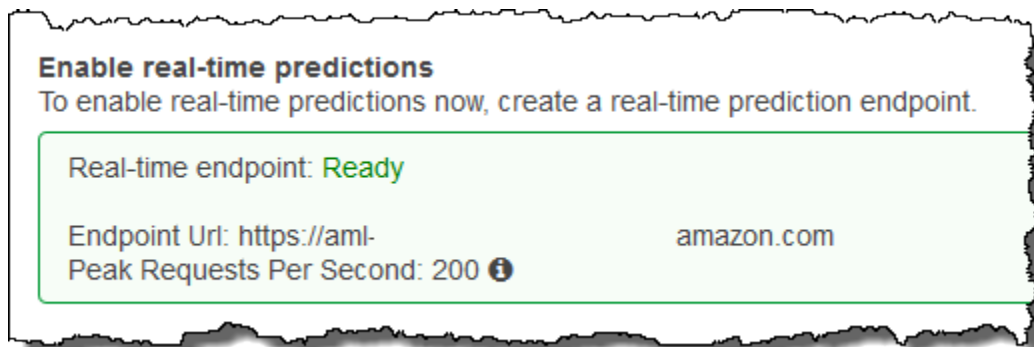 Enable real-time predictions
To enable real-time predictions now, create a real-time prediction endpoint.
Real-time endpoint: Ready
Endpoint Url: https://aml- amazon.com
Peak Requests Per Second: 200